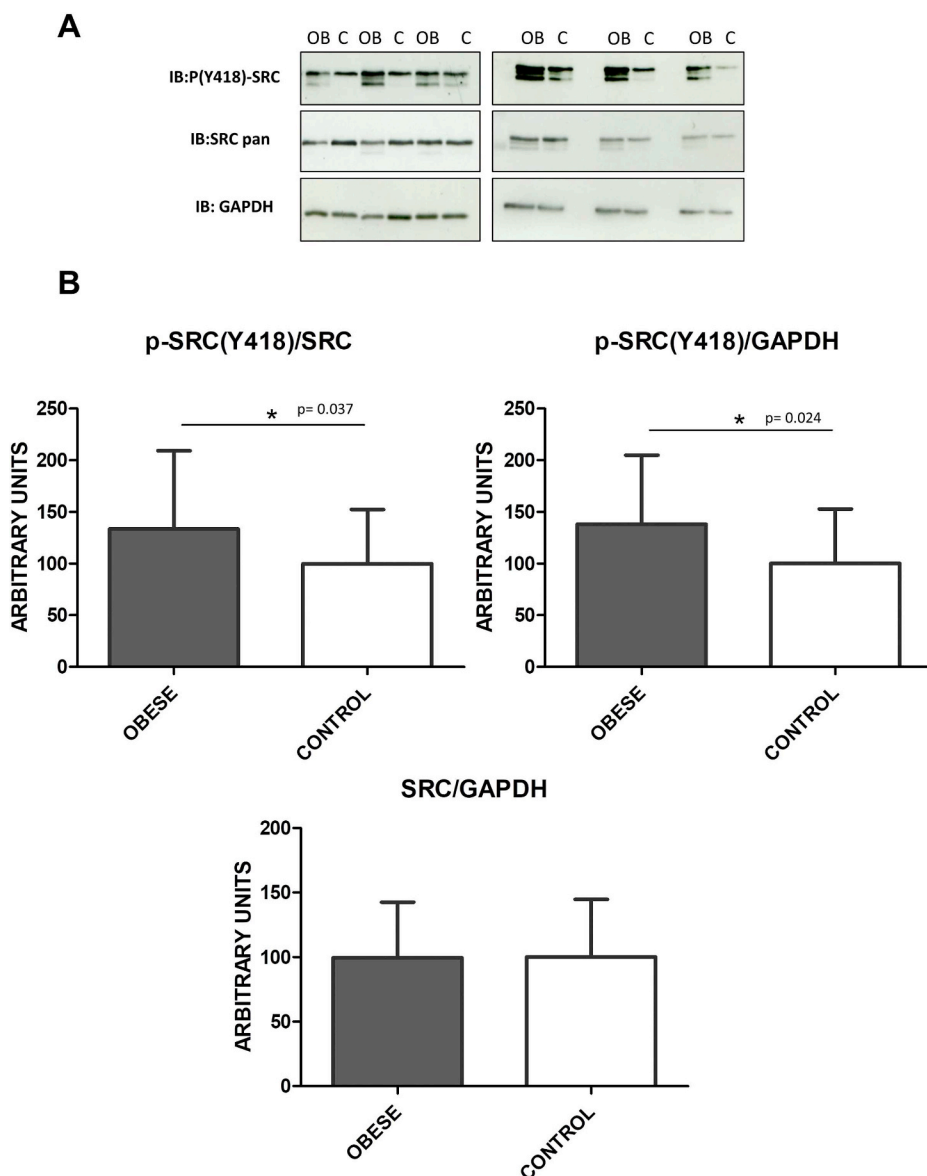 A
OB C OB C OB C OB C OB C OB C
IB:P(Y418)-SRC
IB:SRC pan
IB: GAPDH
B
p-SRC(Y418)/SRC
ARBITRARY UNITS
250
200
150
100
50
0
* p= 0.037
OBESE
CONTROL
p-SRC(Y418)/GAPDH
ARBITRARY UNITS
250
200
150
100
50
0
* p= 0.024
OBESE
CONTROL
SRC/GAPDH
ARBITRARY UNITS
200
150
100
50
0
OBESE
CONTROL